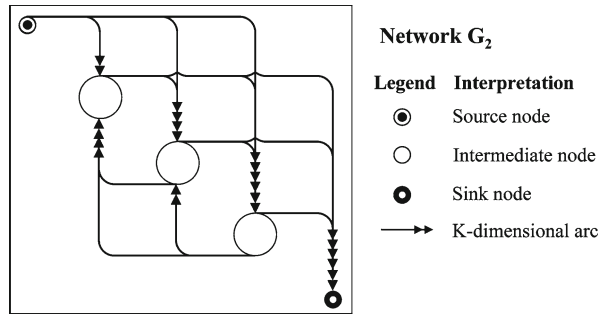 Network G₂
Legend Interpretation
Source node
Intermediate node
Sink node
K-dimensional arc